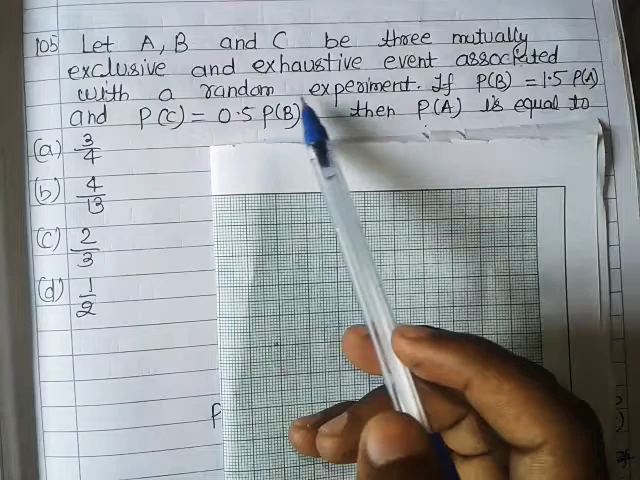 105 Let A, B and C be three mutually
exclusive and exhaustive event associated
with a random experiment. If P(B) = 1.5 P(A)
and P(C) = 0.5 P(B) then P(A) is equal to
(a) 3/4
(b) 4/13
(c) 2/3
(d) 1/2